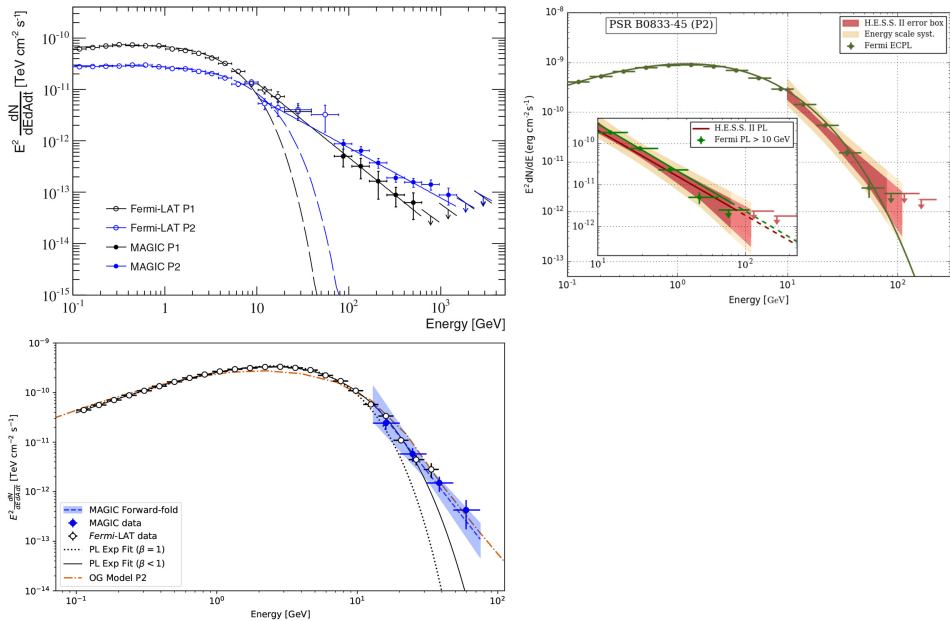 E² dN/dEdAdt [TeV cm⁻² s⁻¹]
10⁻¹⁰
10⁻¹¹
10⁻¹²
10⁻¹³
10⁻¹⁴
10⁻¹⁵
Fermi-LAT P1
Fermi-LAT P2
MAGIC P1
MAGIC P2
10⁻¹ 1 10 10² 10³
Energy [GeV]
PSR B0833-45 (P2)
H.E.S.S. II error box
Energy scale syst.
Fermi ECPL
E² dN/dE (erg cm⁻² s⁻¹)
10⁻⁸
10⁻⁹
10⁻¹⁰
10⁻¹¹
10⁻¹²
10⁻¹³
H.E.S.S. II PL
Fermi PL > 10 GeV
10⁻¹⁰
10⁻¹¹
10⁻¹²
10¹ 10²
10⁻¹ 10⁰ 10¹ 10²
Energy [GeV]
E² dN/dEdAdt [TeV cm⁻² s⁻¹]
10⁻⁹
10⁻¹⁰
10⁻¹¹
10⁻¹²
10⁻¹³
10⁻¹⁴
MAGIC Forward-fold
MAGIC data
Fermi-LAT data
PL Exp Fit (β = 1)
PL Exp Fit (β < 1)
OG Model P2
10⁻¹ 10⁰ 10¹ 10²
Energy [GeV]